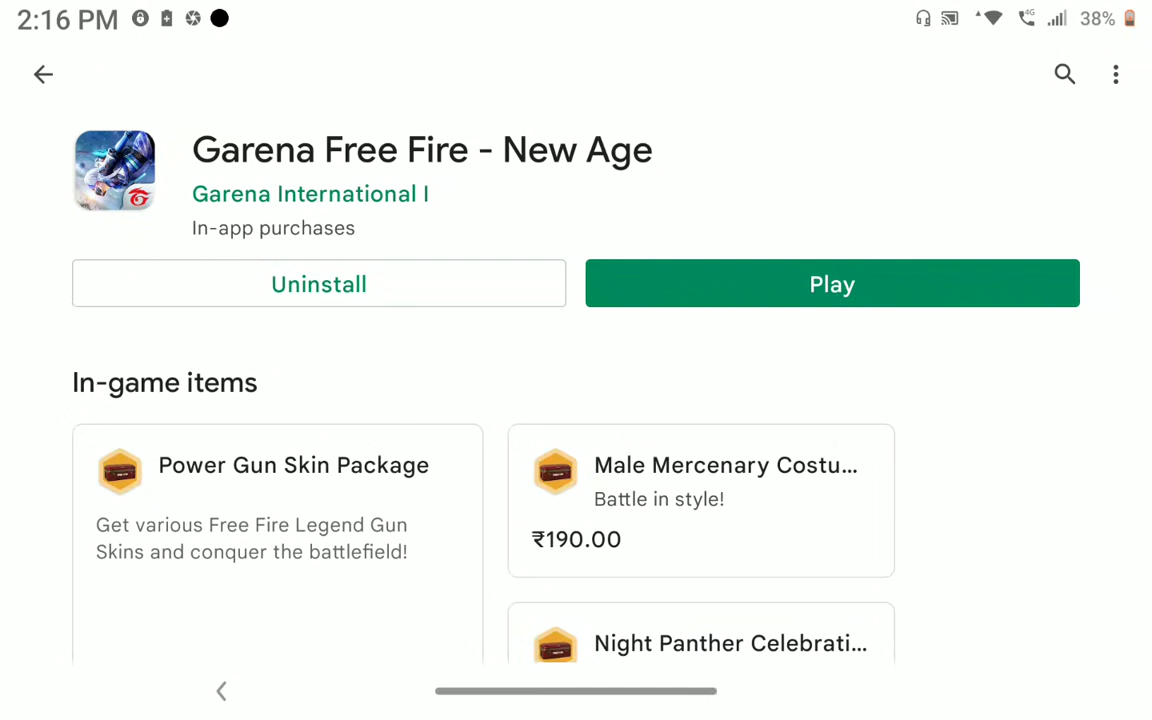 2:16 PM
4G
38%
Garena Free Fire - New Age
Garena International I
In-app purchases
Uninstall
Play
In-game items
Power Gun Skin Package
Get various Free Fire Legend Gun
Skins and conquer the battlefield!
Male Mercenary Costu...
Battle in style!
₹190.00
Night Panther Celebrati...